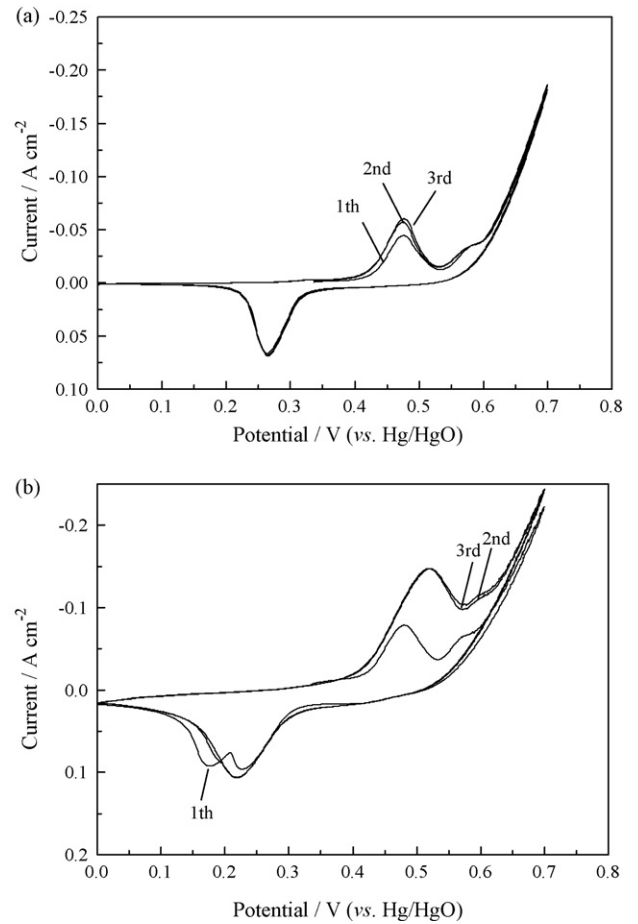 (a)
-0.25
-0.20
-0.15
-0.10
-0.05
0.00
0.05
0.10
2nd
3rd
1th
Current / A cm-2
0.0 0.1 0.2 0.3 0.4 0.5 0.6 0.7 0.8
Potential / V (vs. Hg/HgO)
(b)
-0.2
-0.1
0.0
0.1
0.2
3rd 2nd
1th
Current / A cm-2
0.0 0.1 0.2 0.3 0.4 0.5 0.6 0.7 0.8
Potential / V (vs. Hg/HgO)